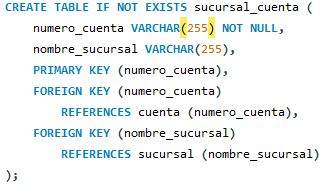 CREATE TABLE IF NOT EXISTS sucursal_cuenta (
    numero_cuenta VARCHAR(255) NOT NULL,
    nombre_sucursal VARCHAR(255),
    PRIMARY KEY (numero_cuenta),
    FOREIGN KEY (numero_cuenta)
        REFERENCES cuenta (numero_cuenta),
    FOREIGN KEY (nombre_sucursal)
        REFERENCES sucursal (nombre_sucursal)
);